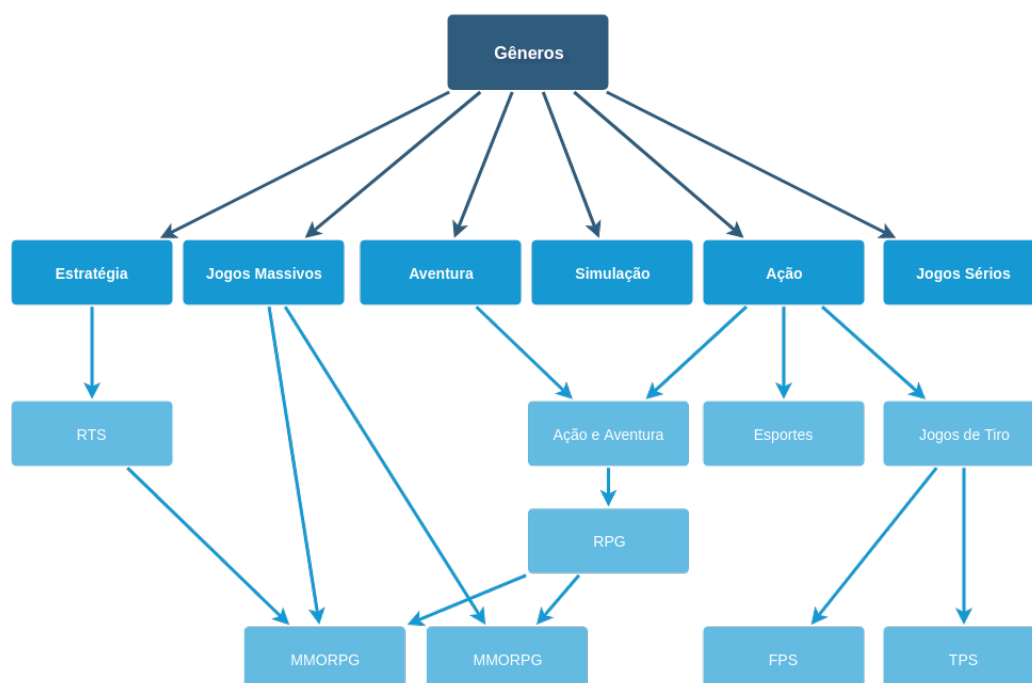 Gêneros
Estratégia
Jogos Massivos
Aventura
Simulação
Ação
Jogos Sérios
RTS
Ação e Aventura
Esportes
Jogos de Tiro
RPG
MMORPG
MMORPG
FPS
TPS